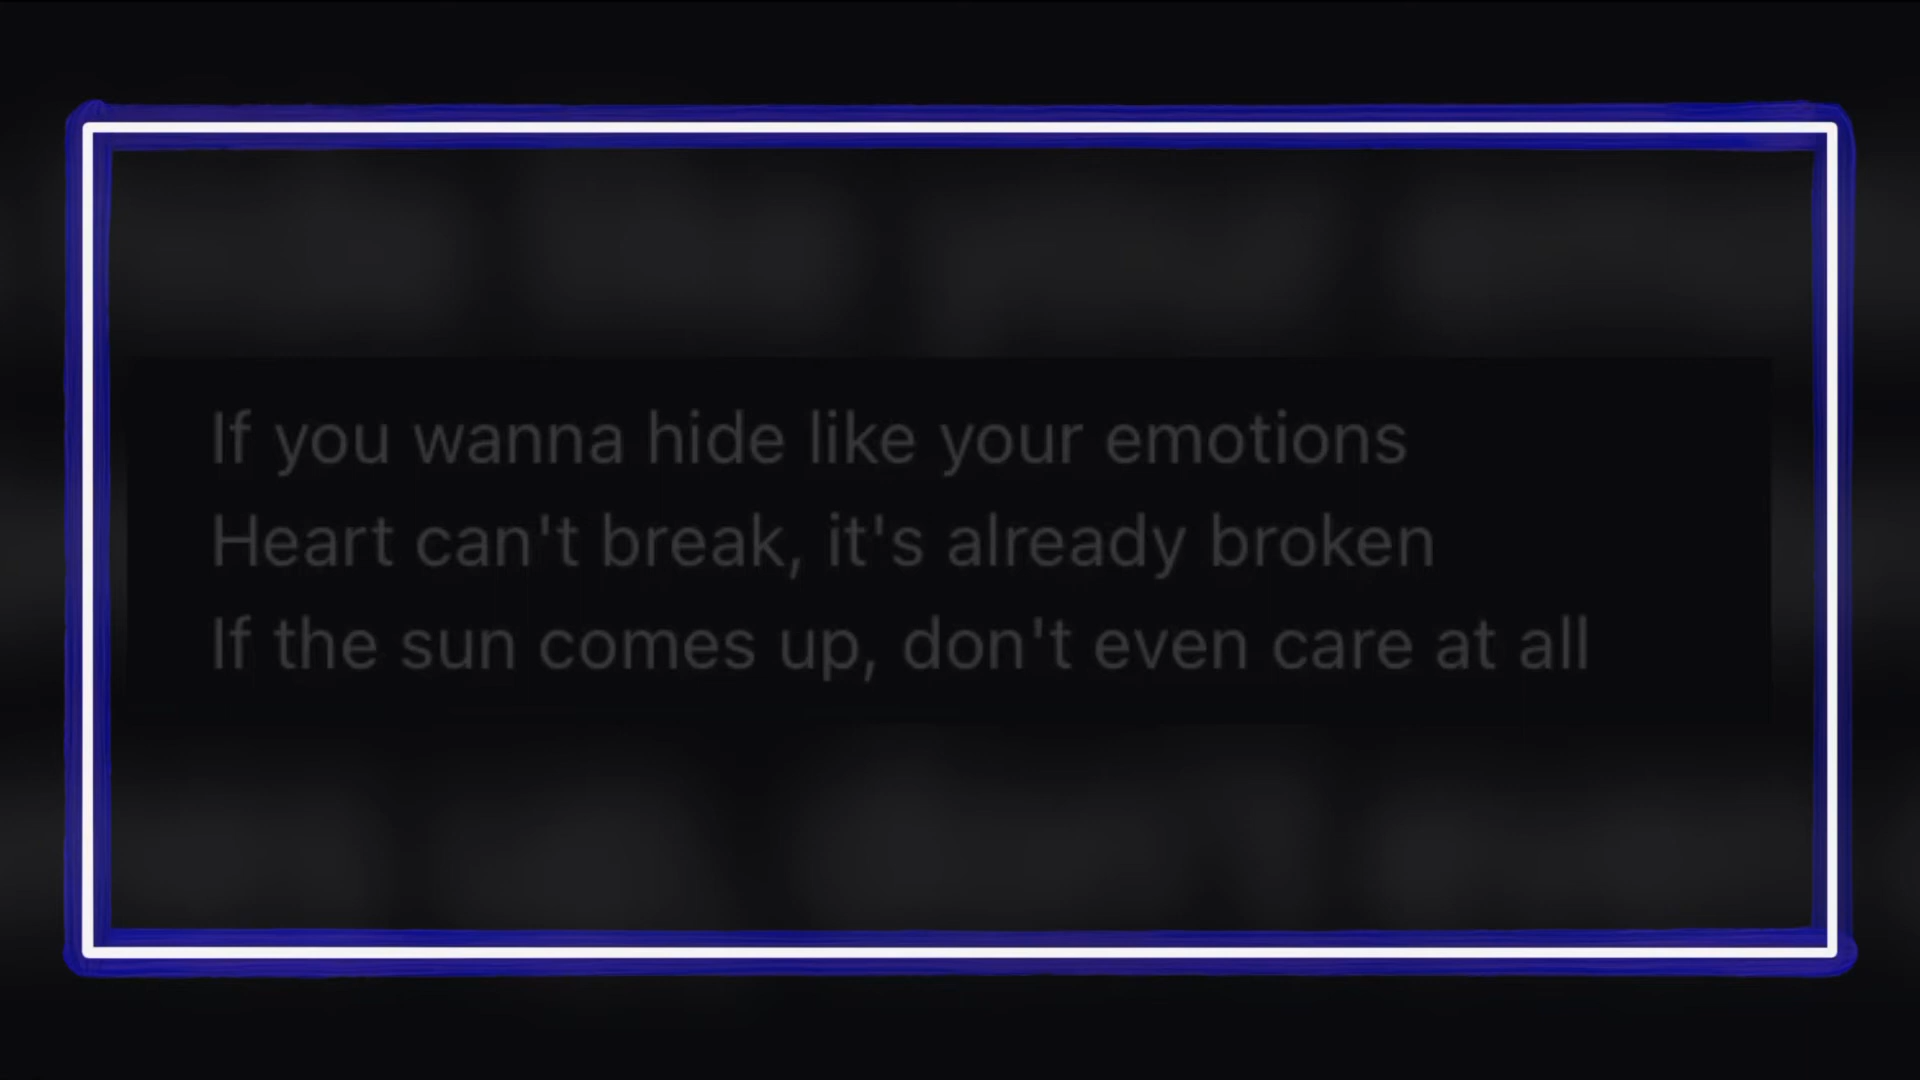 If you wanna hide like your emotions
Heart can't break, it's already broken
If the sun comes up, don't even care at all